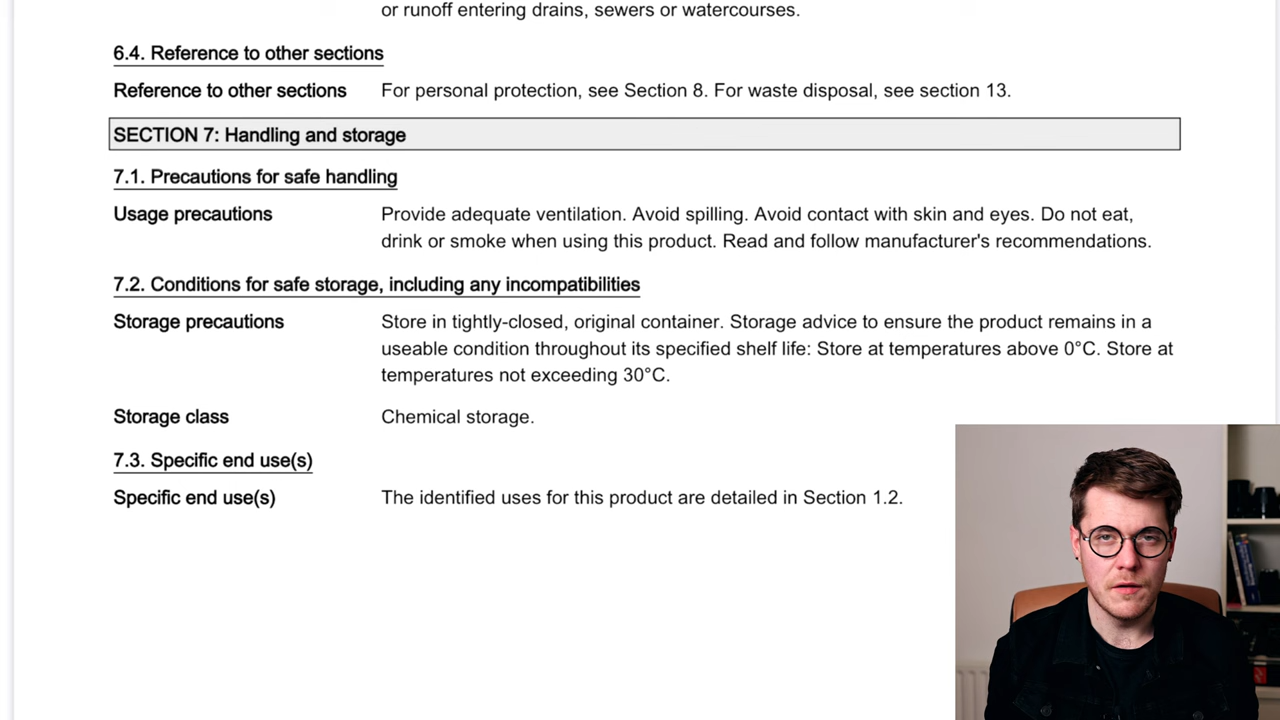 or runoff entering drains, sewers or watercourses.
6.4. Reference to other sections
Reference to other sections For personal protection, see Section 8. For waste disposal, see section 13.
SECTION 7: Handling and storage
7.1. Precautions for safe handling
Usage precautions Provide adequate ventilation. Avoid spilling. Avoid contact with skin and eyes. Do not eat,
drink or smoke when using this product. Read and follow manufacturer's recommendations.
7.2. Conditions for safe storage, including any incompatibilities
Storage precautions Store in tightly-closed, original container. Storage advice to ensure the product remains in a
useable condition throughout its specified shelf life: Store at temperatures above 0°C. Store at
temperatures not exceeding 30°C.
Storage class Chemical storage.
7.3. Specific end use(s)
Specific end use(s) The identified uses for this product are detailed in Section 1.2.